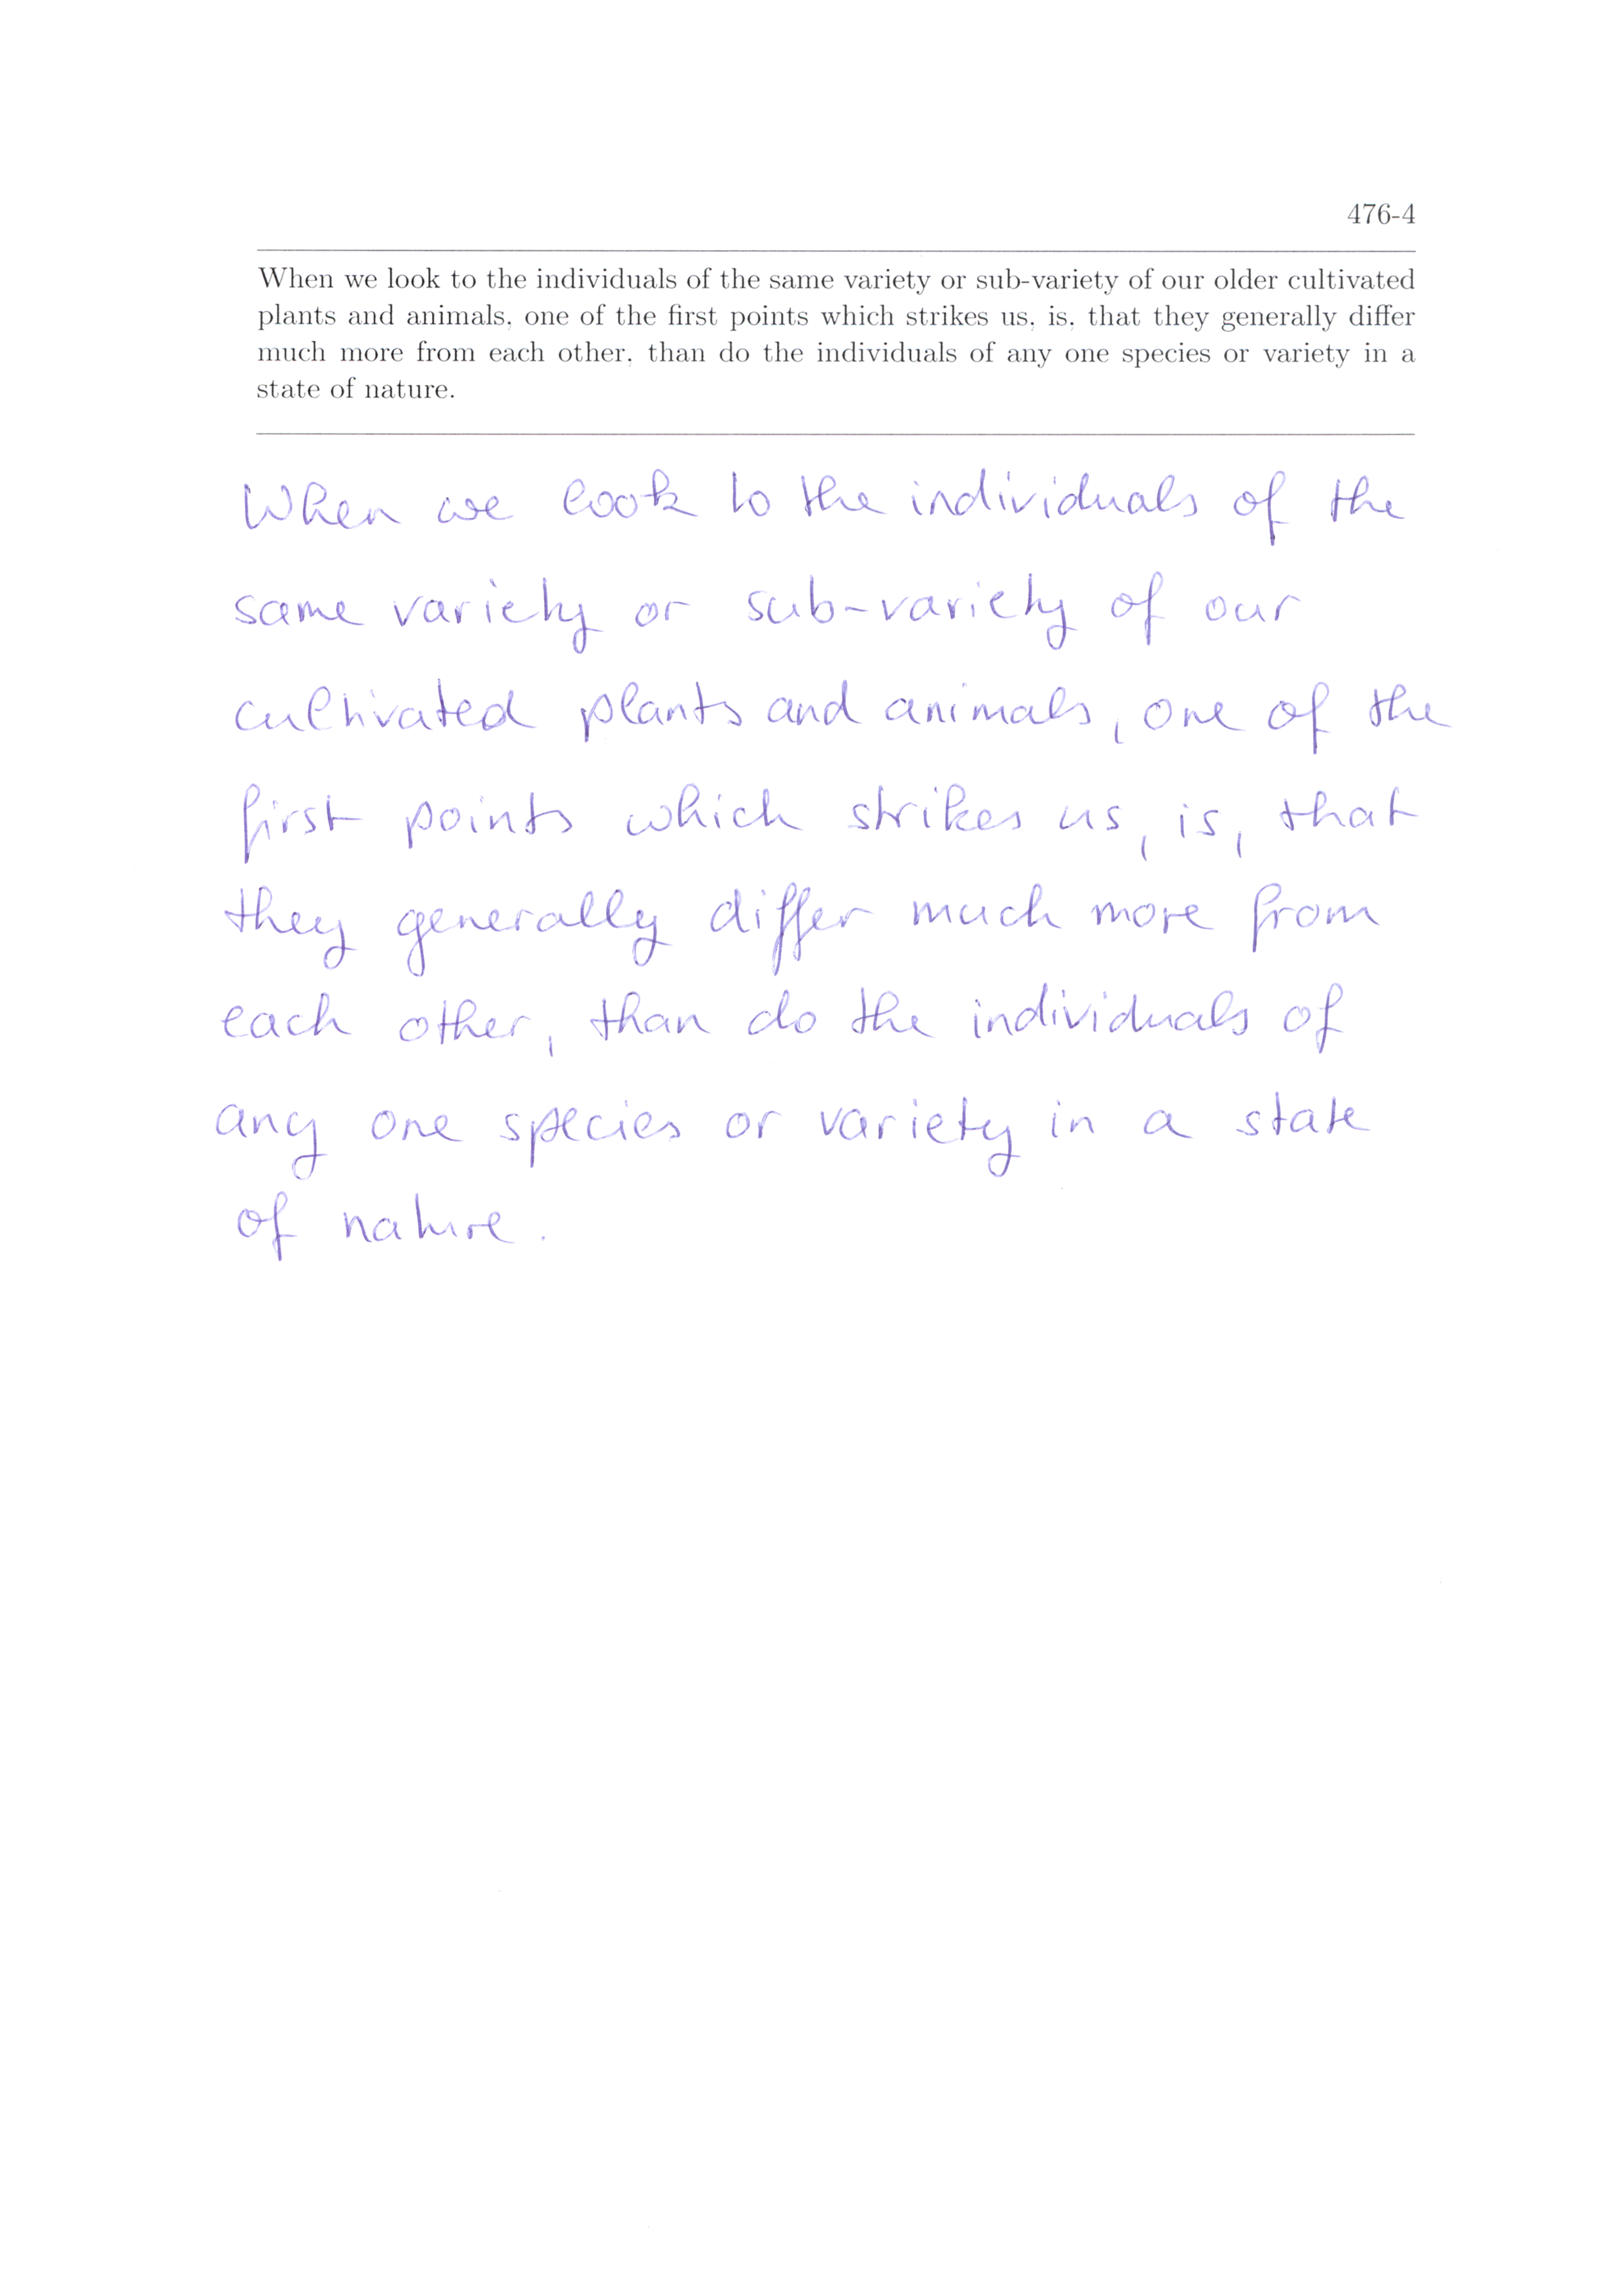 476-4
When we look to the individuals of the same variety or sub-variety of our older cultivated
plants and animals, one of the first points which strikes us, is, that they generally differ
much more from each other, than do the individuals of any one species or variety in a
state of nature.
When we look to the individuals of the
same variety or sub-variety of our
cultivated plants and animals, one of the
first points which strikes us, is, that
they generally differ much more from
each other, than do the individuals of
any one species or variety in a state
of nature.